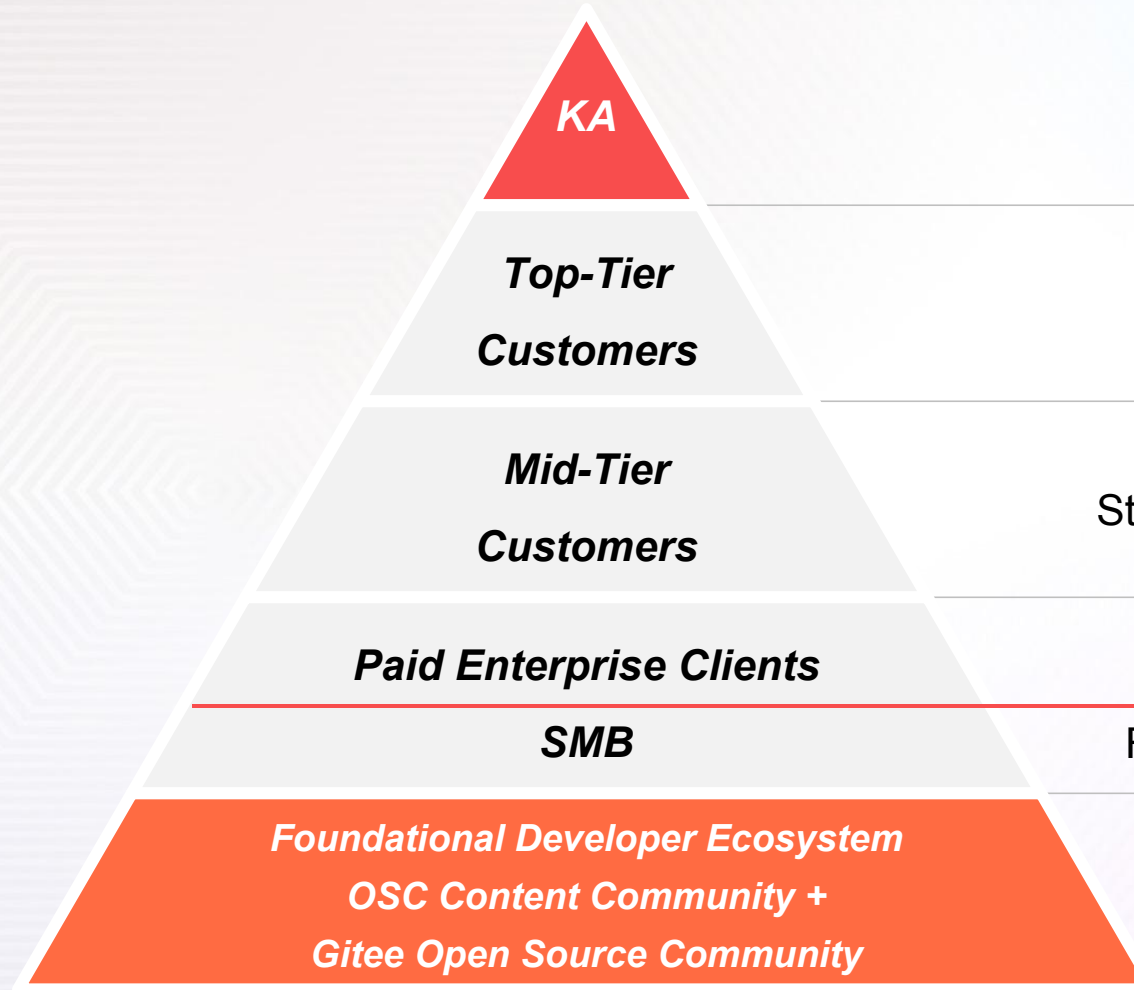 KA
Top-Tier
Customers
Mid-Tier
Customers
Paid Enterprise Clients
SMB
Foundational Developer Ecosystem
OSC Content Community +
Gitee Open Source Community